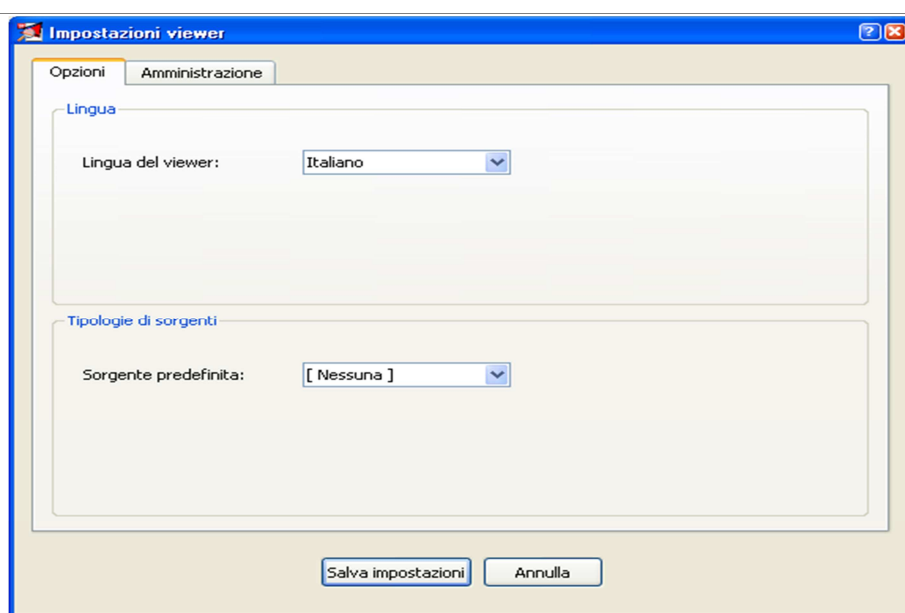 Impostazioni viewer
Opzioni Amministrazione
Lingua
Lingua del viewer: Italiano
Tipologie di sorgenti
Sorgente predefinita: [ Nessuna ]
Salva impostazioni Annulla